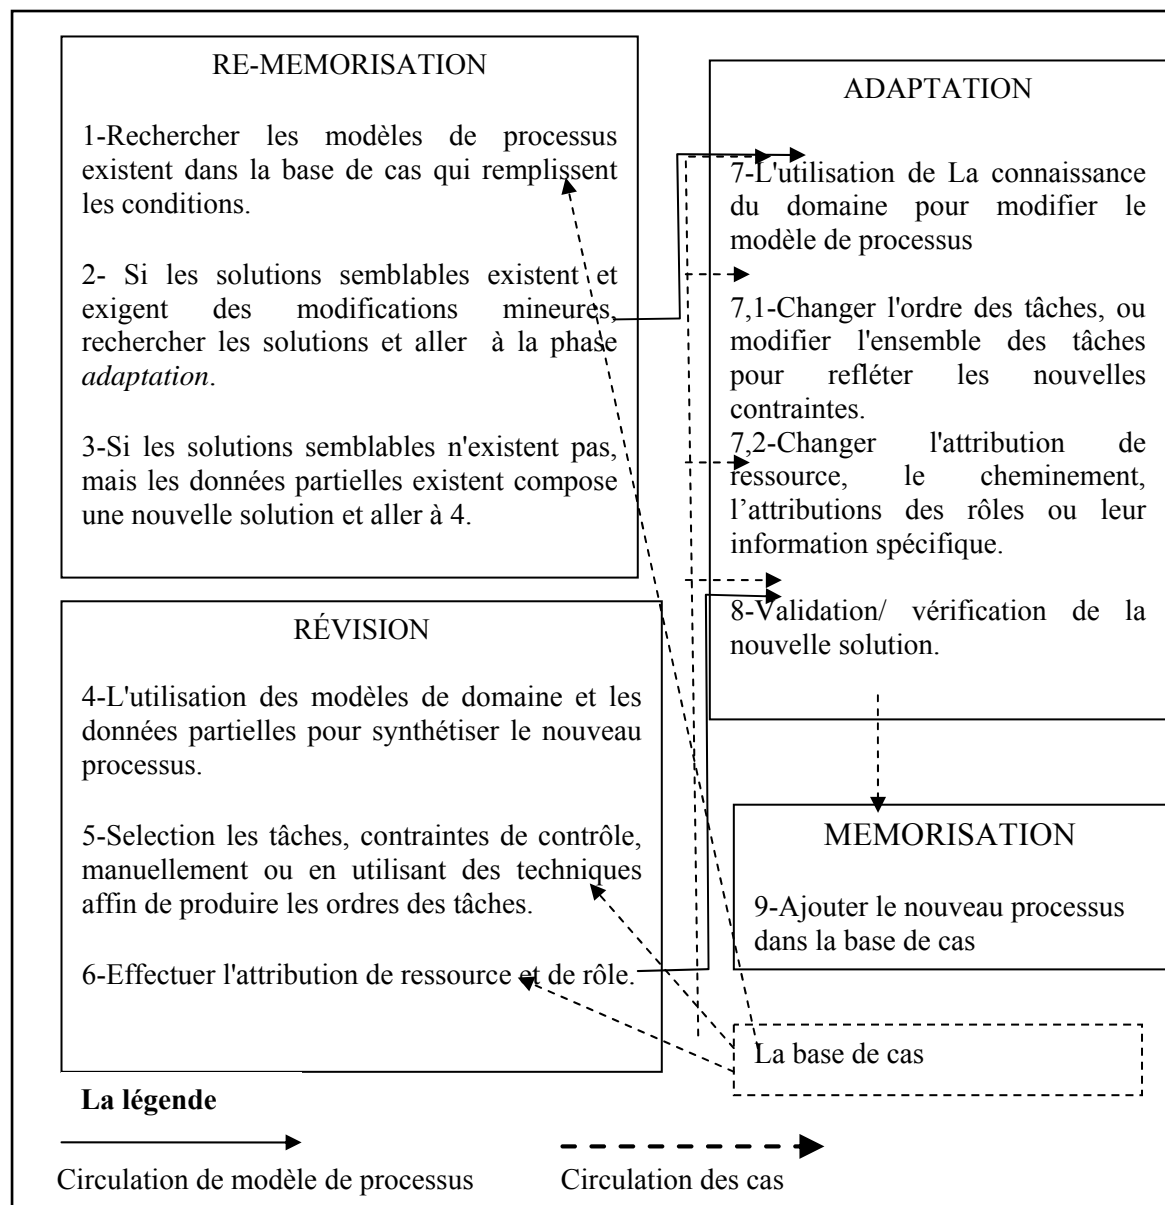 RE-MEMORISATION
1-Rechercher les modèles de processus
existent dans la base de cas qui remplissent
les conditions.
2- Si les solutions semblables existent et
exigent des modifications mineures,
rechercher les solutions et aller à la phase
adaptation.
3-Si les solutions semblables n'existent pas,
mais les données partielles existent compose
une nouvelle solution et aller à 4.
RÉVISION
4-L'utilisation des modèles de domaine et les
données partielles pour synthétiser le nouveau
processus.
5-Selection les tâches, contraintes de contrôle,
manuellement ou en utilisant des techniques
affin de produire les ordres des tâches.
6-Effectuer l'attribution de ressource et de rôle.
ADAPTATION
7-L'utilisation de La connaissance
du domaine pour modifier le
modèle de processus
7,1-Changer l'ordre des tâches, ou
modifier l'ensemble des tâches
pour refléter les nouvelles
contraintes.
7,2-Changer l'attribution de
ressource, le cheminement,
l’attributions des rôles ou leur
information spécifique.
8-Validation/ vérification de la
nouvelle solution.
MEMORISATION
9-Ajouter le nouveau processus
dans la base de cas
La base de cas
La légende
Circulation de modèle de processus
Circulation des cas